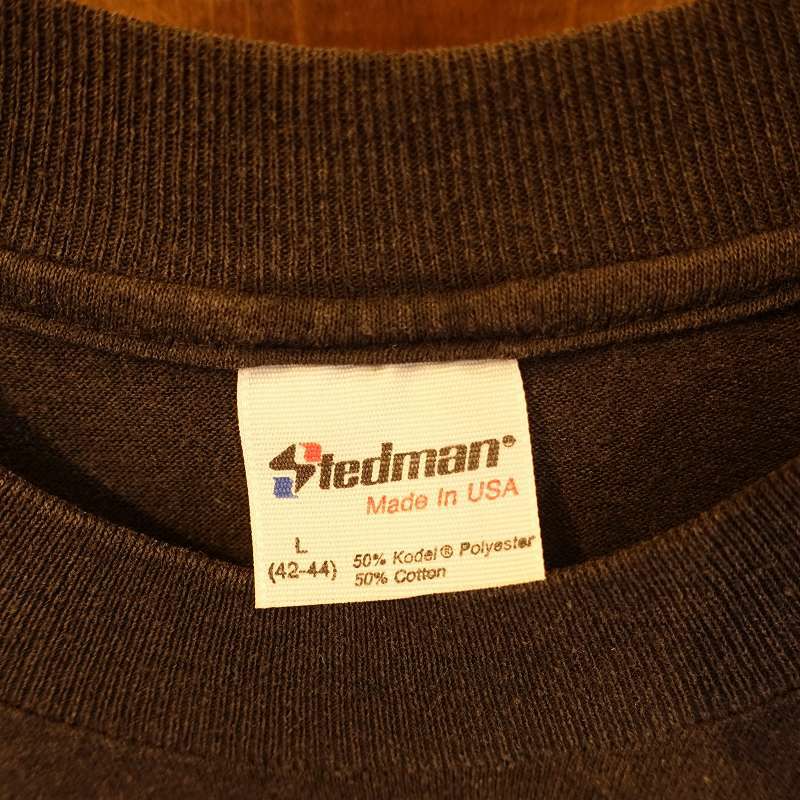 Stedman®
Made In USA
L
(42-44)
50% Kodel® Polyester
50% Cotton